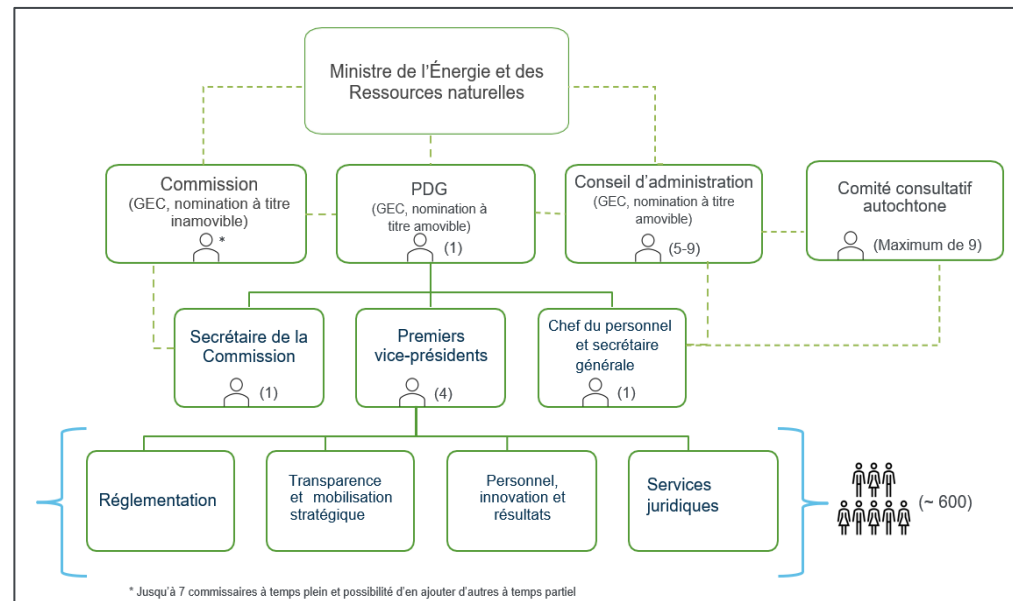 Ministre de l'Énergie et des
Ressources naturelles
Commission
(GEC, nomination à titre
inamovible)
*
PDG
(GEC, nomination à
titre amovible)
(1)
Conseil d'administration
(GEC, nomination à titre
amovible)
(5-9)
Comité consultatif
autochtone
(Maximum de 9)
Secrétaire de la
Commission
(1)
Premiers
vice-présidents
(4)
Chef du personnel
et secrétaire
générale
(1)
Réglementation
Transparence
et mobilisation
stratégique
Personnel,
innovation et
résultats
Services
juridiques
(~ 600)
* Jusqu'à 7 commissaires à temps plein et possibilité d'en ajouter d'autres à temps partiel